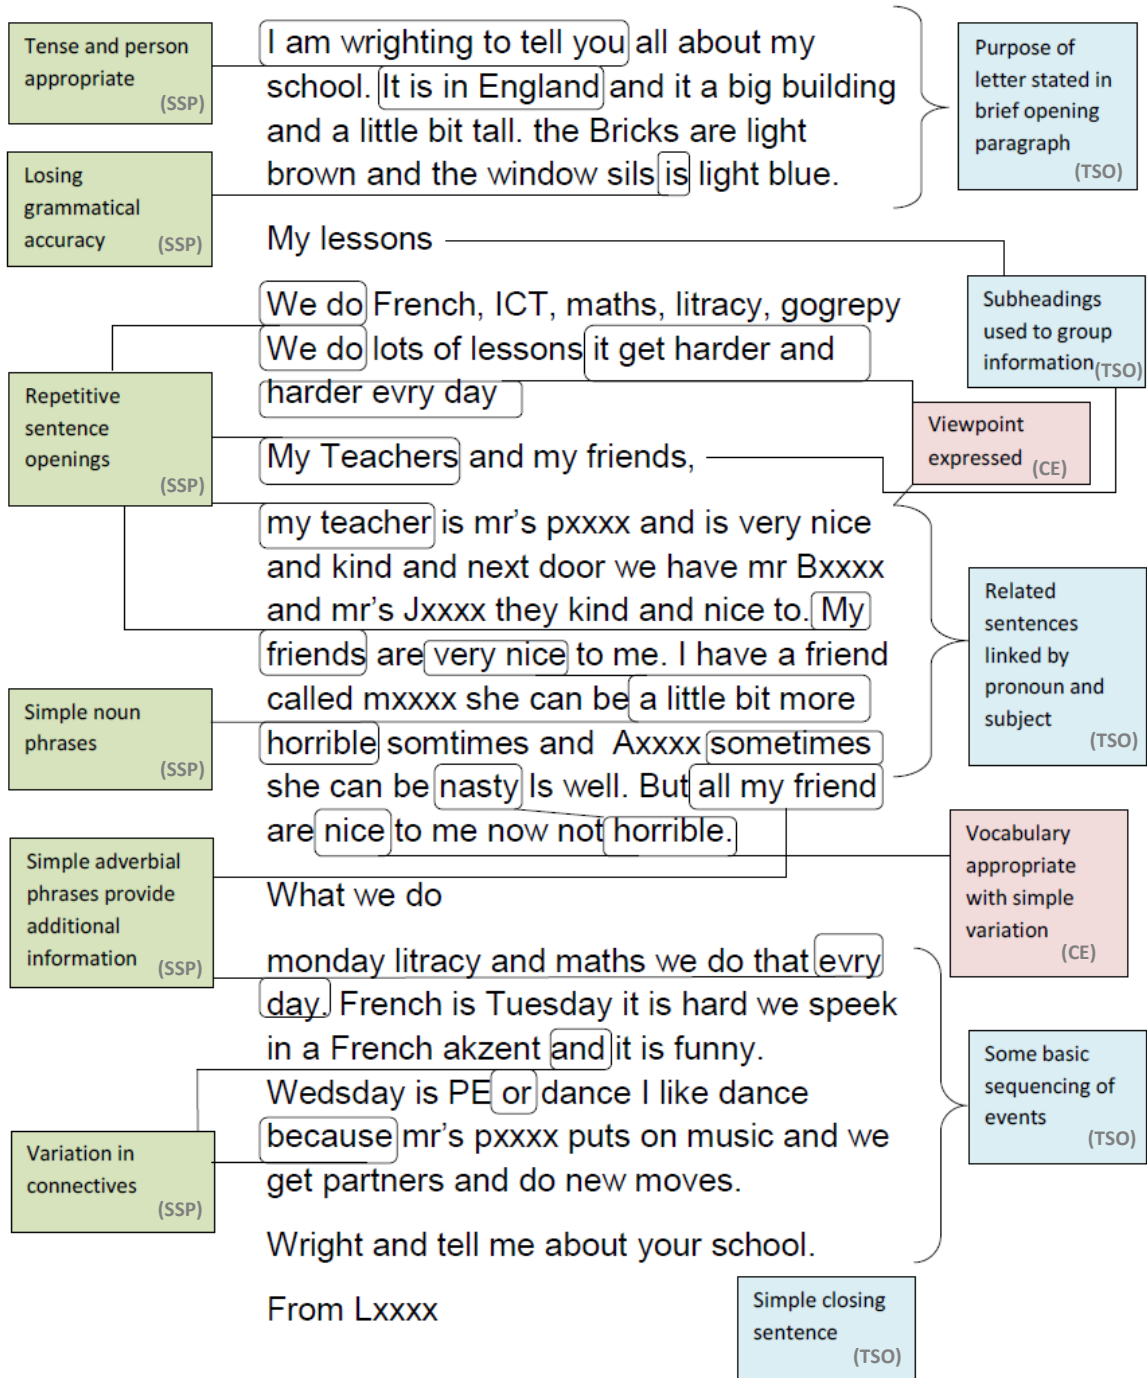 Tense and person
appropriate
(SSP)
Losing
grammatical
accuracy (SSP)
Repetitive
sentence
openings
(SSP)
Simple noun
phrases
(SSP)
Simple adverbial
phrases provide
additional
information (SSP)
Variation in
connectives
(SSP)
I am wrighting to tell you all about my
school. It is in England and it a big building
and a little bit tall. the Bricks are light
brown and the window sils is light blue.
My lessons
We do French, ICT, maths, litracy, gogrepy
We do lots of lessons it get harder and
harder evry day
My Teachers and my friends,
my teacher is mr's pxxxx and is very nice
and kind and next door we have mr Bxxxx
and mr's Jxxxx they kind and nice to. My
friends are very nice to me. I have a friend
called mxxxx she can be a little bit more
horrible somtimes and Axxxx sometimes
she can be nasty Is well. But all my friend
are nice to me now not horrible.
What we do
monday litracy and maths we do that evry
day. French is Tuesday it is hard we speek
in a French akzent and it is funny.
Wedsday is PE or dance I like dance
because mr's pxxxx puts on music and we
get partners and do new moves.
Wright and tell me about your school.
From Lxxxx
Purpose of
letter stated in
brief opening
paragraph
(TSO)
Subheadings
used to group
information (TSO)
Viewpoint
expressed (CE)
Related
sentences
linked by
pronoun and
subject
(TSO)
Vocabulary
appropriate
with simple
variation
(CE)
Some basic
sequencing of
events
(TSO)
Simple closing
sentence
(TSO)